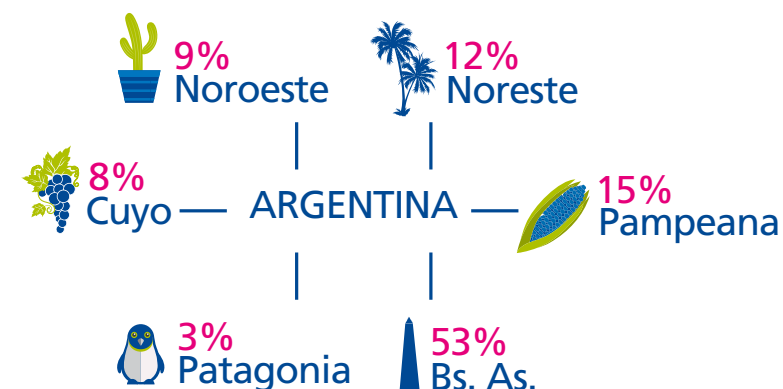 9%
Noroeste
12%
Noreste
8%
Cuyo
ARGENTINA
15%
Pampeana
3%
Patagonia
53%
Bs. As.